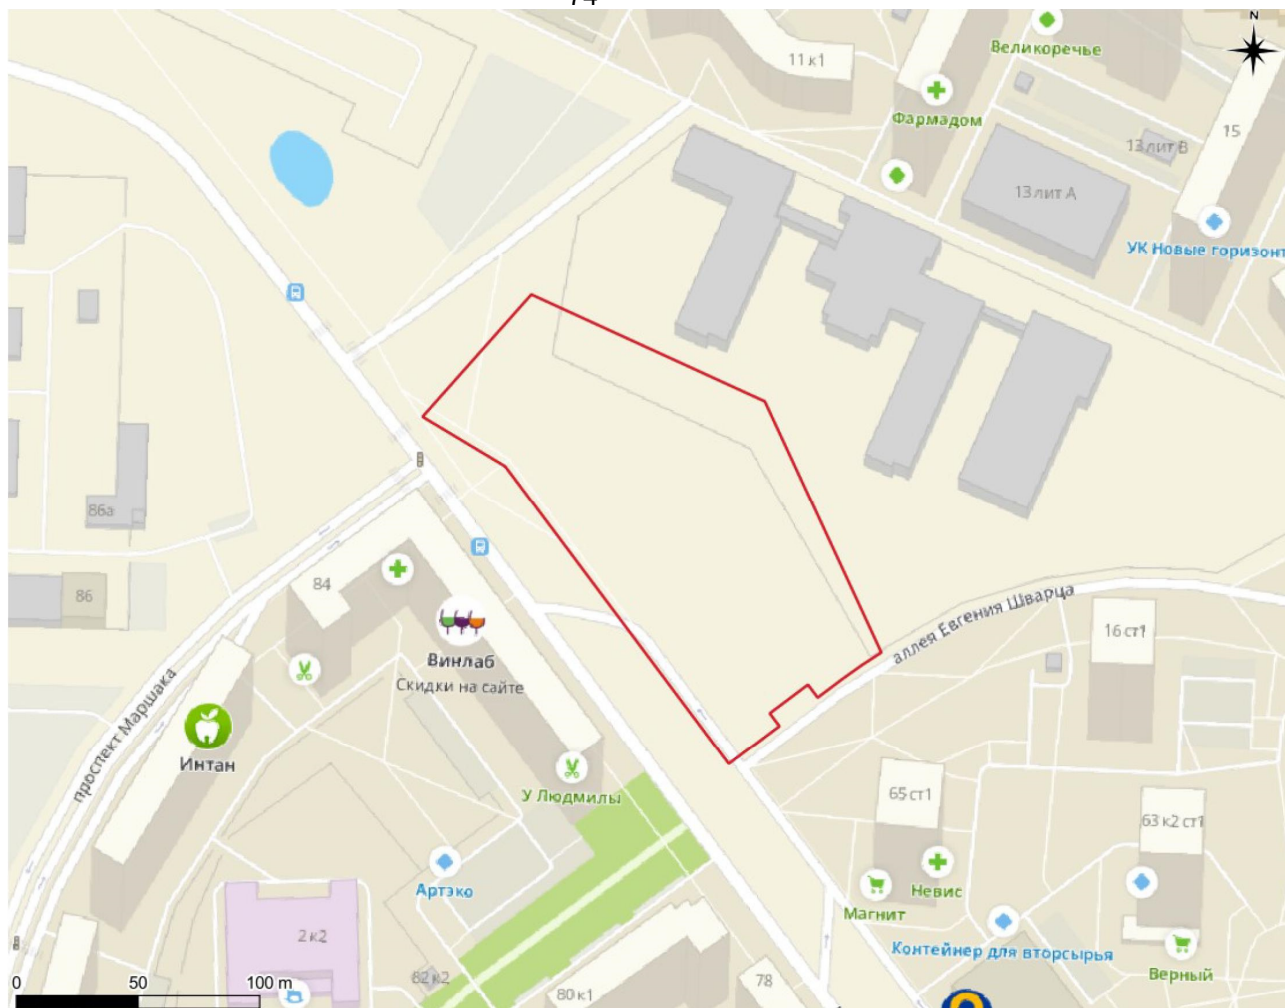 74
N
11 к1
Великоречье
Фармадом
15
13 лит В
13 лит А
УК Новые горизонт
86а
86
84
Винлаб
Скидки на сайте
проспект Маршака
Интан
У Людмилы
аллея Евгения Шварца
16 ст1
65 ст1
63 к2 ст1
Артэко
Невис
Магнит
Контейнер для вторсырья
Верный
2 к2
82 к2
80 к1
78
0 50 100 m